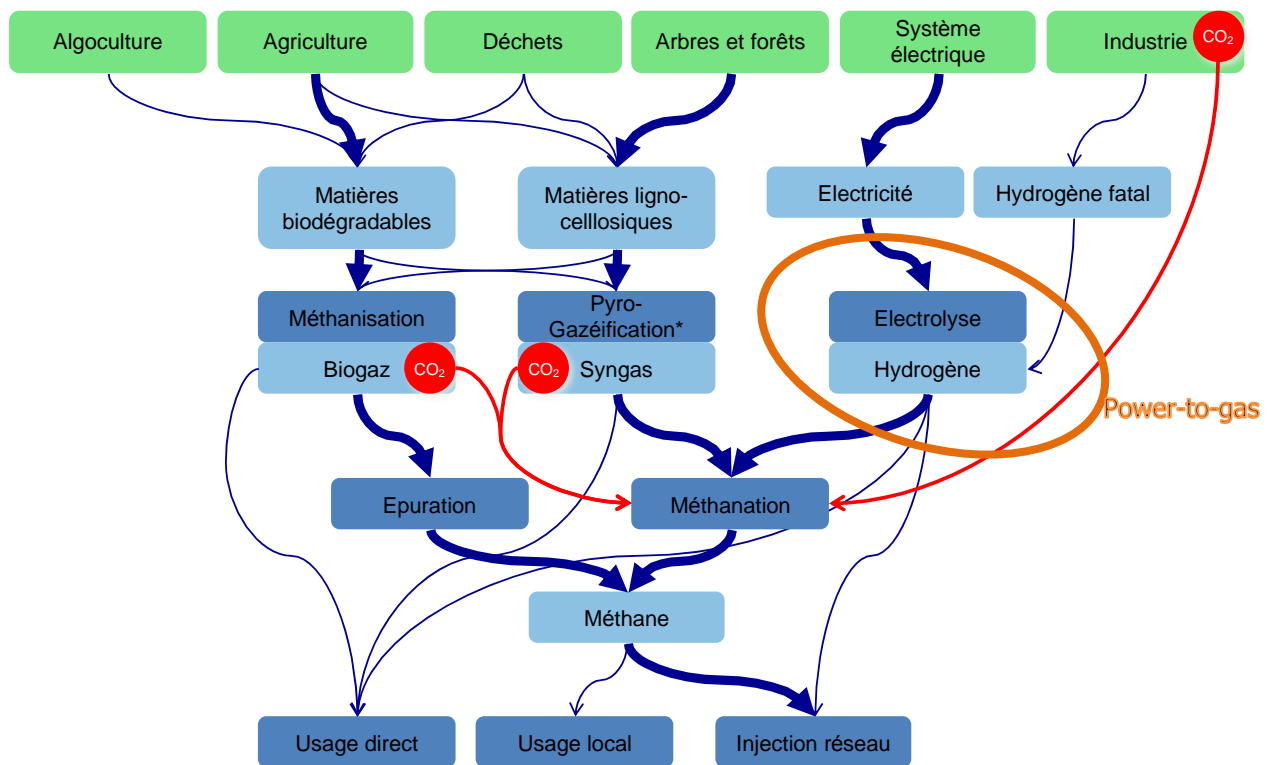 Algoculture
Agriculture
Déchets
Arbres et forêts
Système
électrique
Industrie
CO₂
Matières
biodégradables
Matières ligno-
celllosiques
Electricité
Hydrogène fatal
Méthanisation
Pyro-
Gazéification*
Electrolyse
Biogaz
CO₂
CO₂
Syngas
Hydrogène
Power-to-gas
Epuration
Méthanation
Méthane
Usage direct
Usage local
Injection réseau